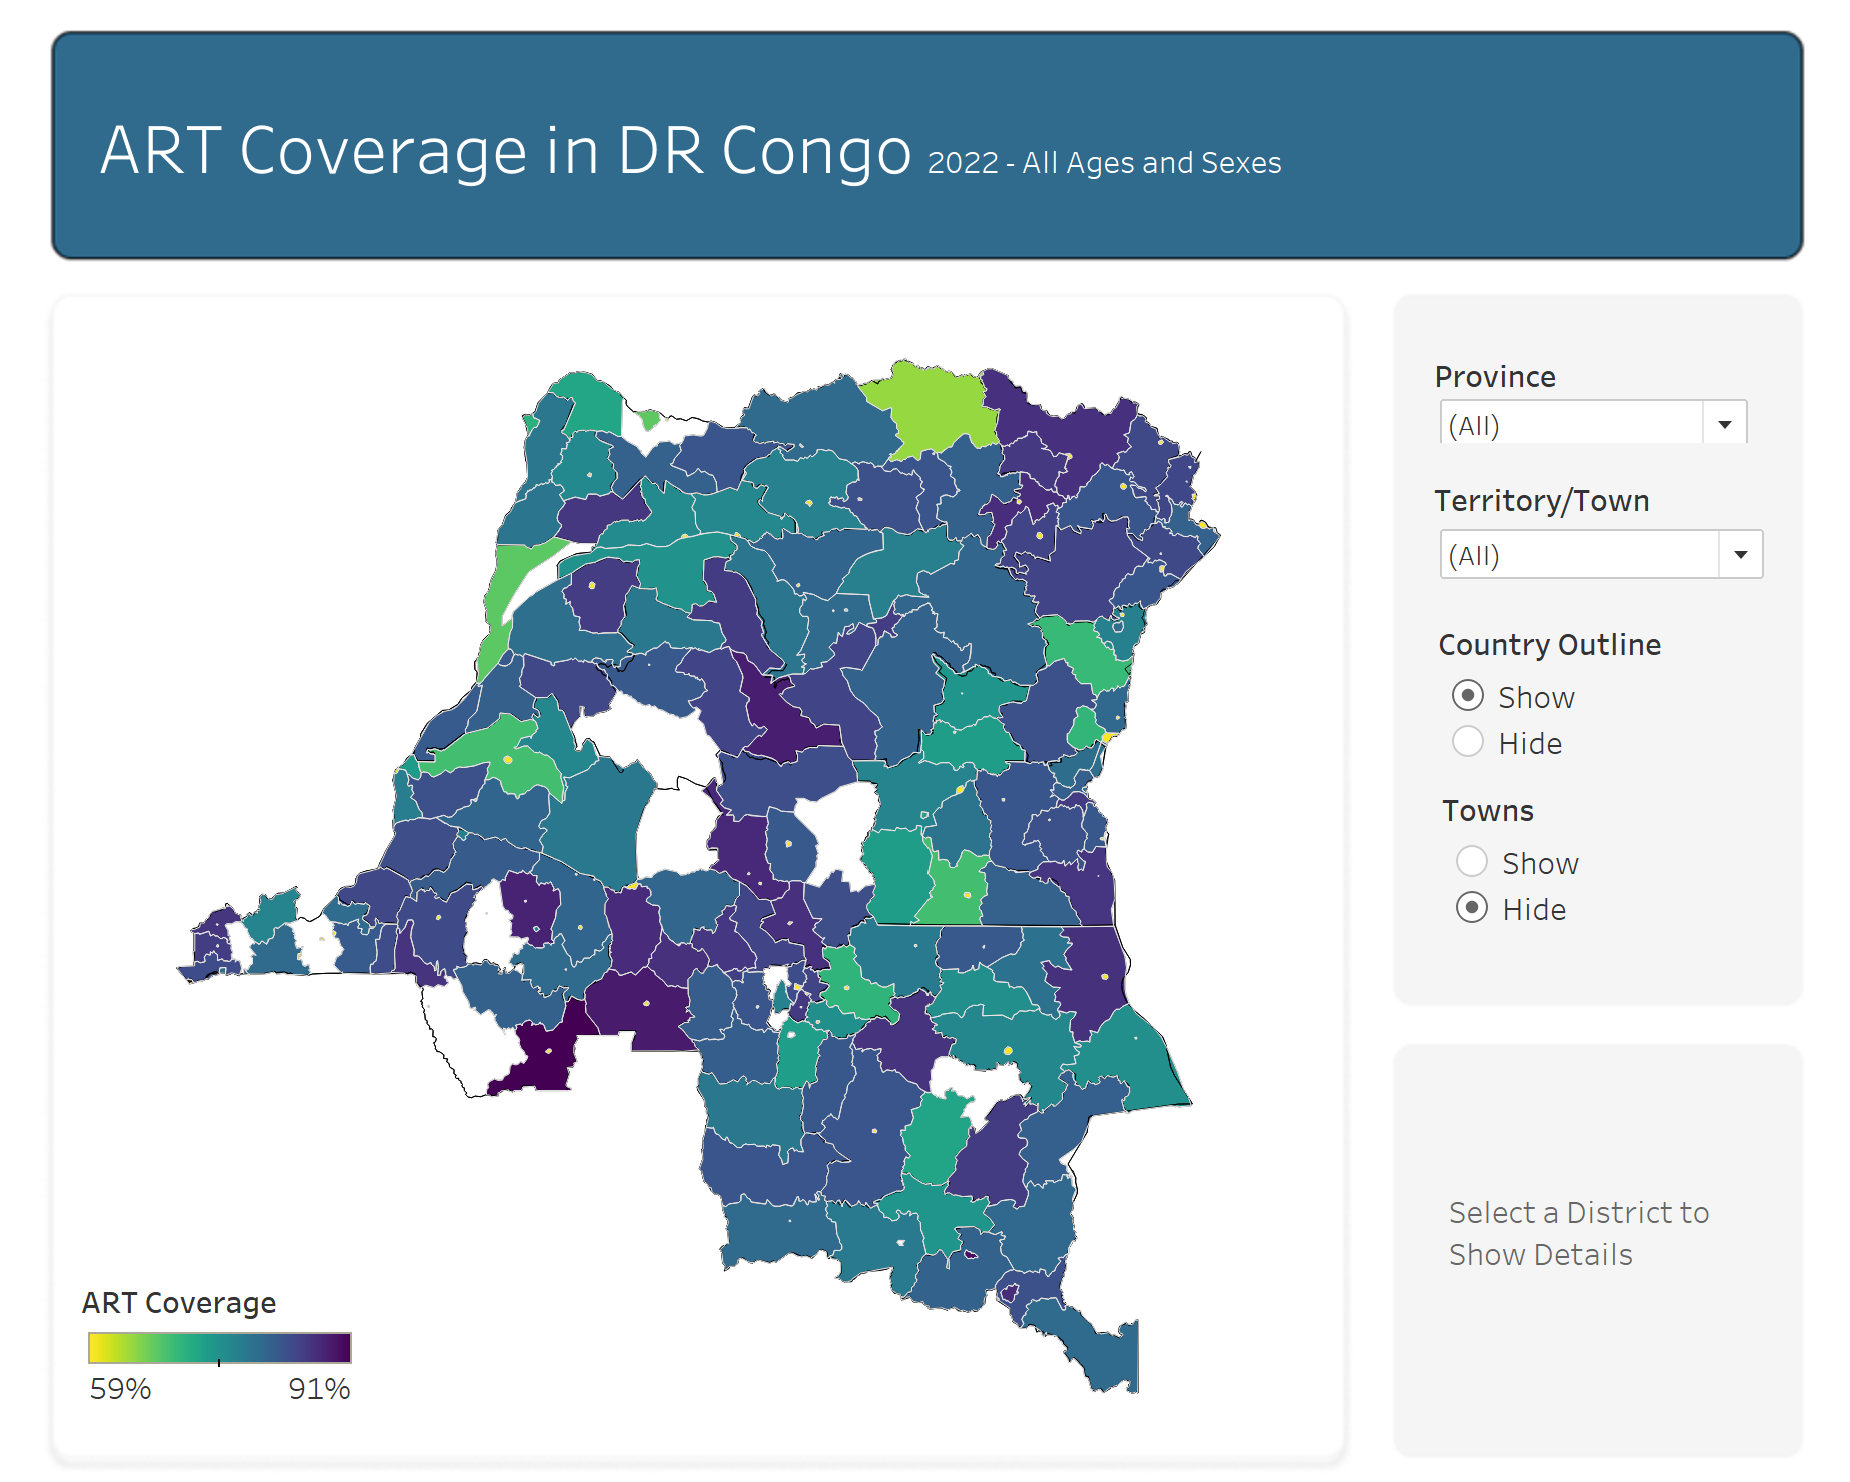 ART Coverage in DR Congo 2022 - All Ages and Sexes
Province
(All)
Territory/Town
(All)
Country Outline
Show
Hide
Towns
Show
Hide
Select a District to
Show Details
ART Coverage
59% 91%